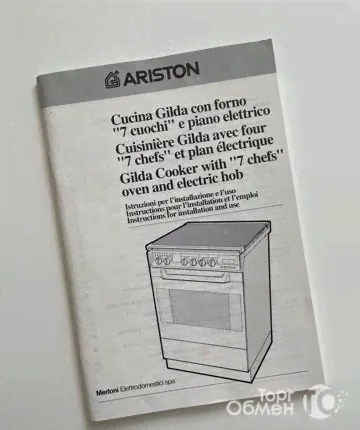 ARISTON
Cucina Gilda con forno
"7 cuochi" e piano elettrico
Cuisinière Gilda avec four
"7 chefs" et plan électrique
Gilda Cooker with "7 chefs"
oven and electric hob
Istruzioni per l'installazione e l'uso
Instructions pour l'installation et l'emploi
Instructions for installation and use
Merloni Elettrodomestici spa
Торг
Обмен